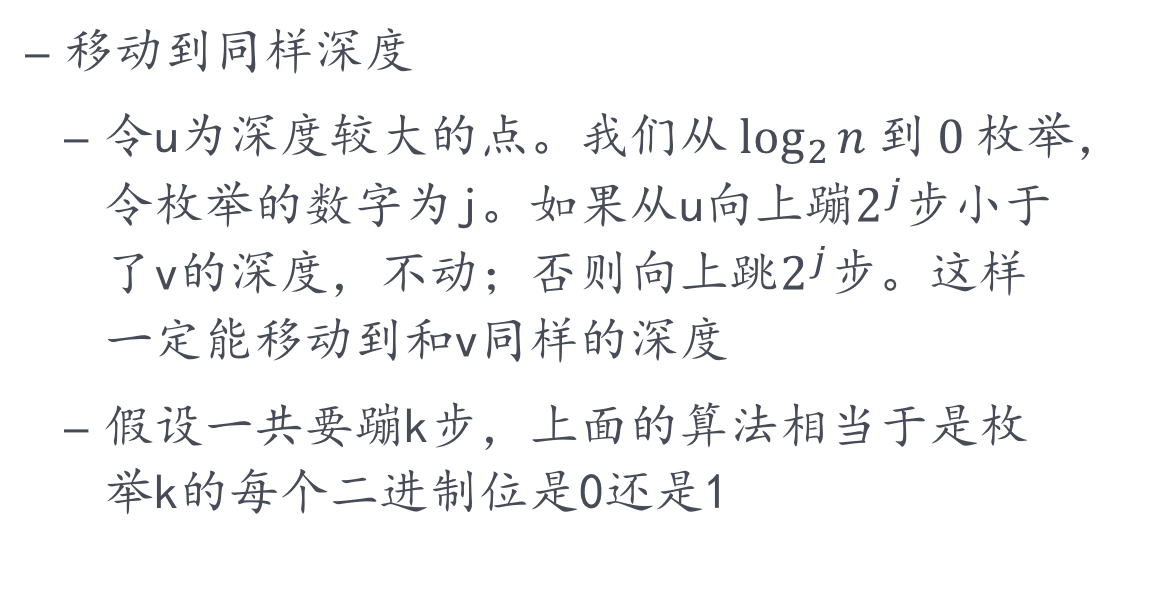 – 移动到同样深度
– 令u为深度较大的点。我们从 log₂ n 到 0 枚举，
令枚举的数字为j。如果从u向上蹦2ʲ步小于
了v的深度，不动；否则向上跳2ʲ步。这样
一定能移动到和v同样的深度
– 假设一共要蹦k步，上面的算法相当于是枚
举k的每个二进制位是0还是1